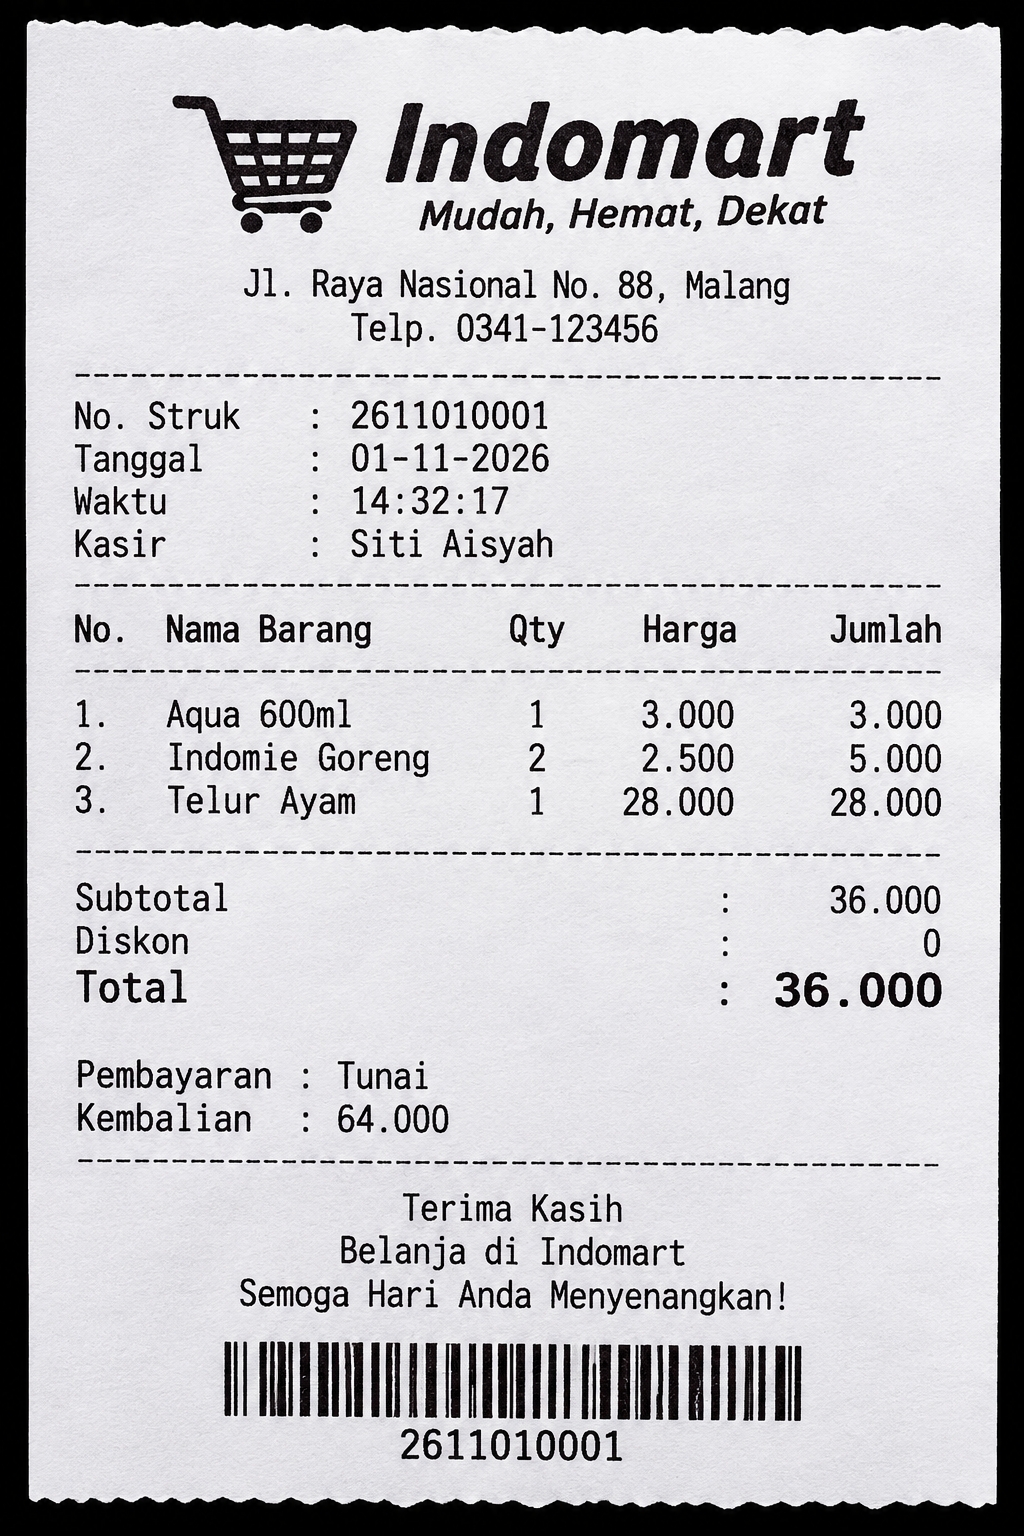 Indomart
Mudah, Hemat, Dekat
Jl. Raya Nasional No. 88, Malang
Telp. 0341-123456
No. Struk : 2611010001
Tanggal : 01-11-2026
Waktu : 14:32:17
Kasir : Siti Aisyah
No. Nama Barang Qty Harga Jumlah
1. Aqua 600ml 1 3.000 3.000
2. Indomie Goreng 2 2.500 5.000
3. Telur Ayam 1 28.000 28.000
Subtotal : 36.000
Diskon : 0
Total : 36.000
Pembayaran : Tunai
Kembalian : 64.000
Terima Kasih
Belanja di Indomart
Semoga Hari Anda Menyenangkan!
2611010001